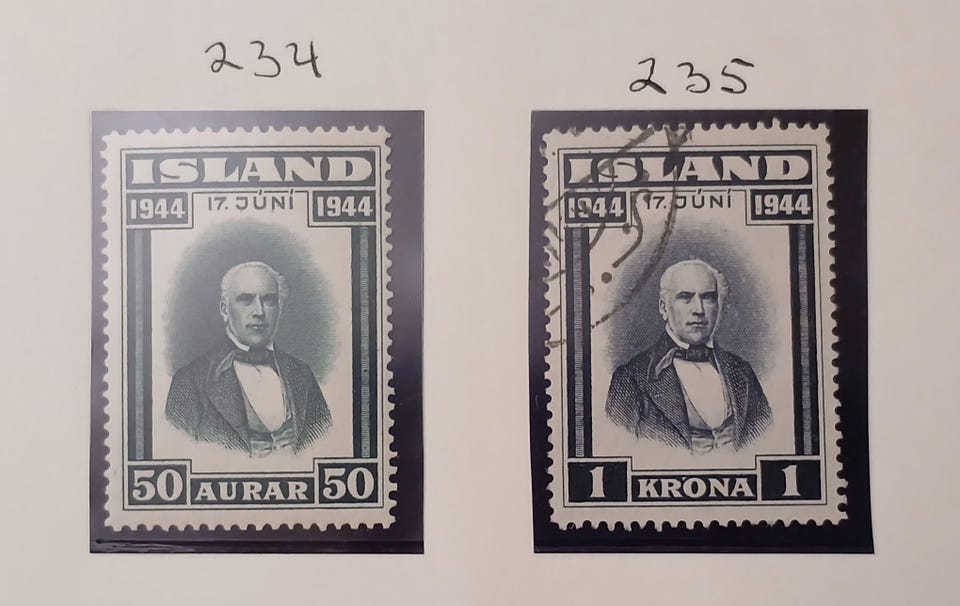 234
ISLAND
1944 17. JÚNÍ 1944
50 AURAR 50
235
ISLAND
1944 17. JÚNÍ 1944
1 KRÓNA 1